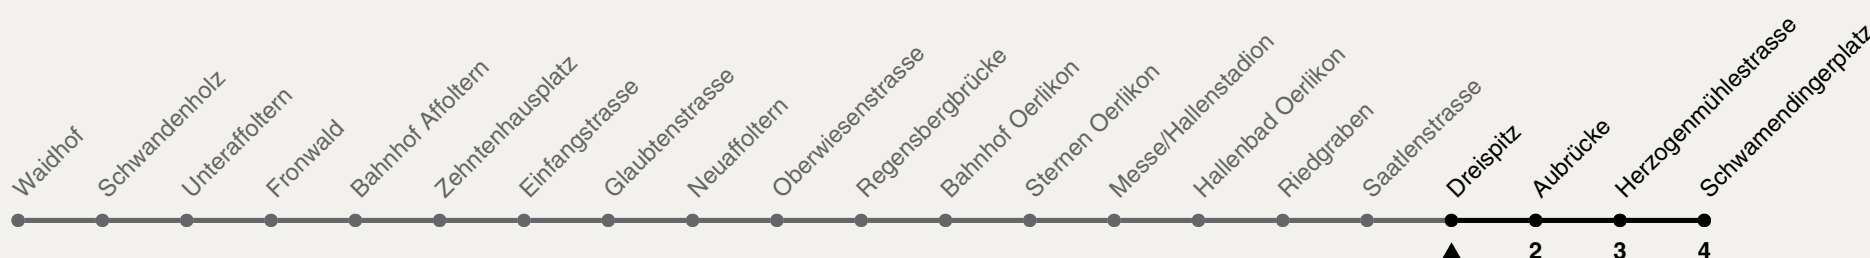 Waidhof
Schwandenholz
Unteraffoltern
Fronwald
Bahnhof Affoltern
Zehntenhausplatz
Einfangstrasse
Glaubtenstrasse
Neuaffoltern
Oberwiesenstrasse
Regensbergbrücke
Bahnhof Oerlikon
Sternen Oerlikon
Messe/Hallenstadion
Hallenbad Oerlikon
Riedgraben
Saatlenstrasse
Dreispitz
Aubrücke
Herzogenmühlestrasse
Schwamendingerplatz
2 3 4